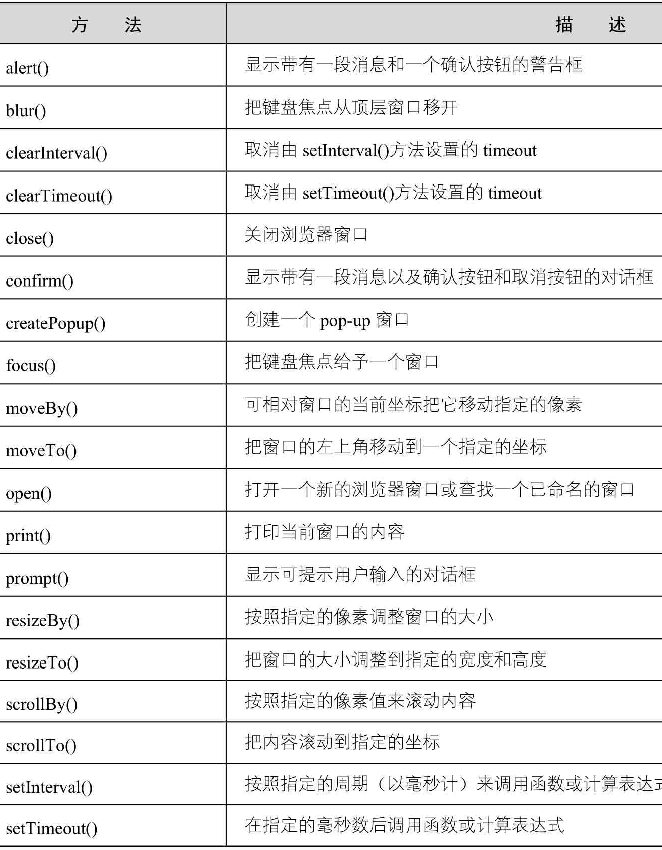 方 法 描 述
alert() 显示带有一段消息和一个确认按钮的警告框
blur() 把键盘焦点从顶层窗口移开
clearInterval() 取消由 setInterval()方法设置的 timeout
clearTimeout() 取消由 setTimeout()方法设置的 timeout
close() 关闭浏览器窗口
confirm() 显示带有一段消息以及确认按钮和取消按钮的对话框
createPopup() 创建一个 pop-up 窗口
focus() 把键盘焦点给予一个窗口
moveBy() 可相对窗口的当前坐标把它移动指定的像素
moveTo() 把窗口的左上角移动到一个指定的坐标
open() 打开一个新的浏览器窗口或查找一个已命名的窗口
print() 打印当前窗口的内容
prompt() 显示可提示用户输入的对话框
resizeBy() 按照指定的像素调整窗口的大小
resizeTo() 把窗口的大小调整到指定的宽度和高度
scrollBy() 按照指定的像素值来滚动内容
scrollTo() 把内容滚动到指定的坐标
setInterval() 按照指定的周期（以毫秒计）来调用函数或计算表达式
setTimeout() 在指定的毫秒数后调用函数或计算表达式